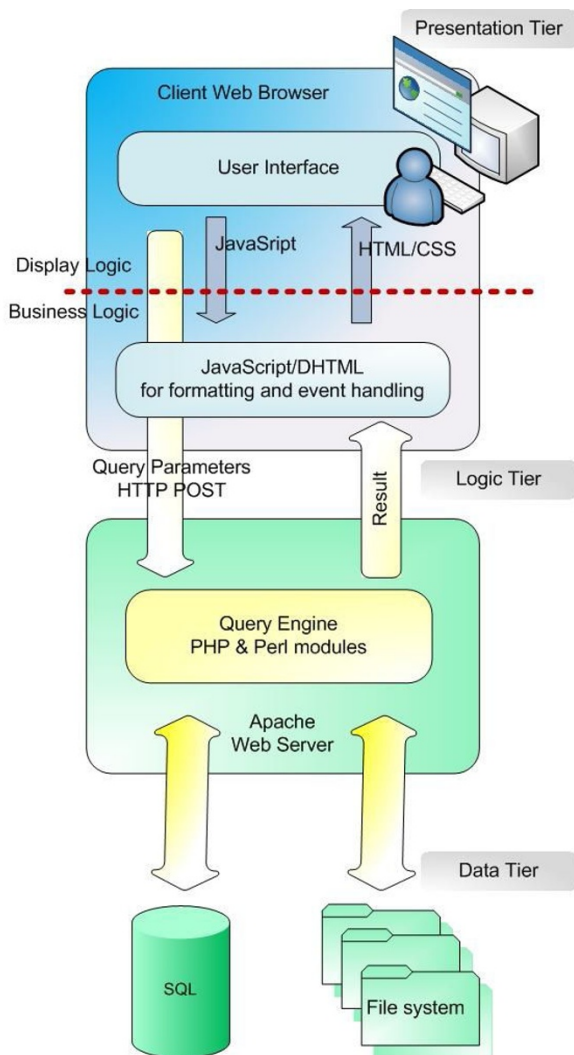 Presentation Tier
Client Web Browser
User Interface
JavaSript
HTML/CSS
Display Logic
Business Logic
JavaScript/DHTML
for formatting and event handling
Query Parameters
HTTP POST
Result
Logic Tier
Query Engine
PHP & Perl modules
Apache
Web Server
Data Tier
SQL
File system